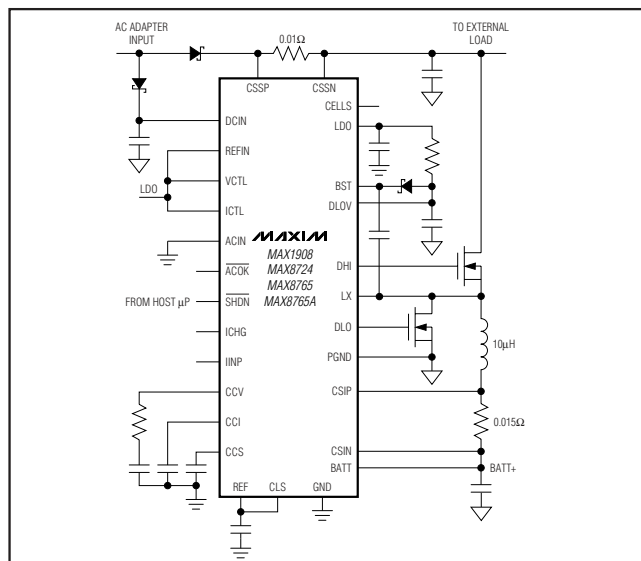 AC ADAPTER
INPUT
0.01Ω
TO EXTERNAL
LOAD
CSSP
CSSN
CELLS
DCIN
LDO
REFIN
VCTL
LDO
ICTL
BST
DLOV
ACIN
MAXIM
MAX1908
MAX8724
MAX8765
MAX8765A
ACOK
DHI
FROM HOST μP
SHDN
LX
ICHG
DLO
IINP
PGND
10μH
CCV
CSIP
CCI
0.015Ω
CCS
CSIN
BATT
BATT+
REF
CLS
GND